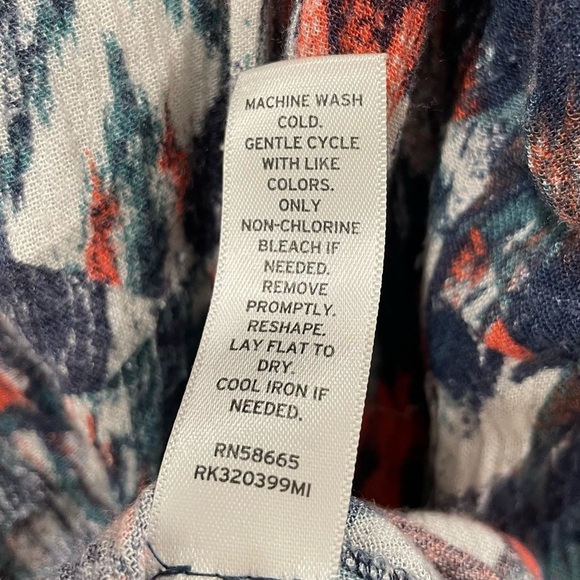 MACHINE WASH
COLD.
GENTLE CYCLE
WITH LIKE
COLORS.
ONLY
NON-CHLORINE
BLEACH IF
NEEDED.
REMOVE
PROMPTLY.
RESHAPE.
LAY FLAT TO
DRY.
COOL IRON IF
NEEDED.
RN58665
RK320399MI